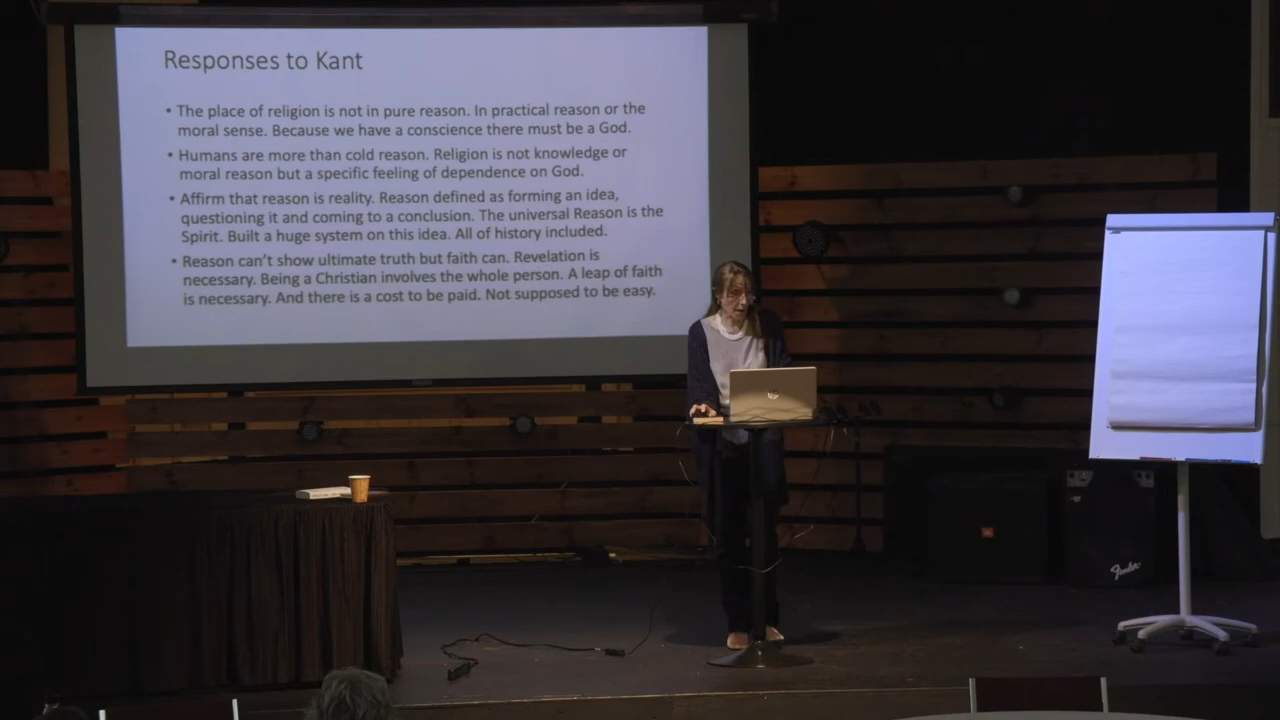 Responses to Kant
• The place of religion is not in pure reason. In practical reason or the
moral sense. Because we have a conscience there must be a God.
• Humans are more than cold reason. Religion is not knowledge or
moral reason but a specific feeling of dependence on God.
• Affirm that reason is reality. Reason defined as forming an idea,
questioning it and coming to a conclusion. The universal Reason is the
Spirit. Built a huge system on this idea. All of history included.
• Reason can't show ultimate truth but faith can. Revelation is
necessary. Being a Christian involves the whole person. A leap of faith
is necessary. And there is a cost to be paid. Not supposed to be easy.
hp
JBL
Fender